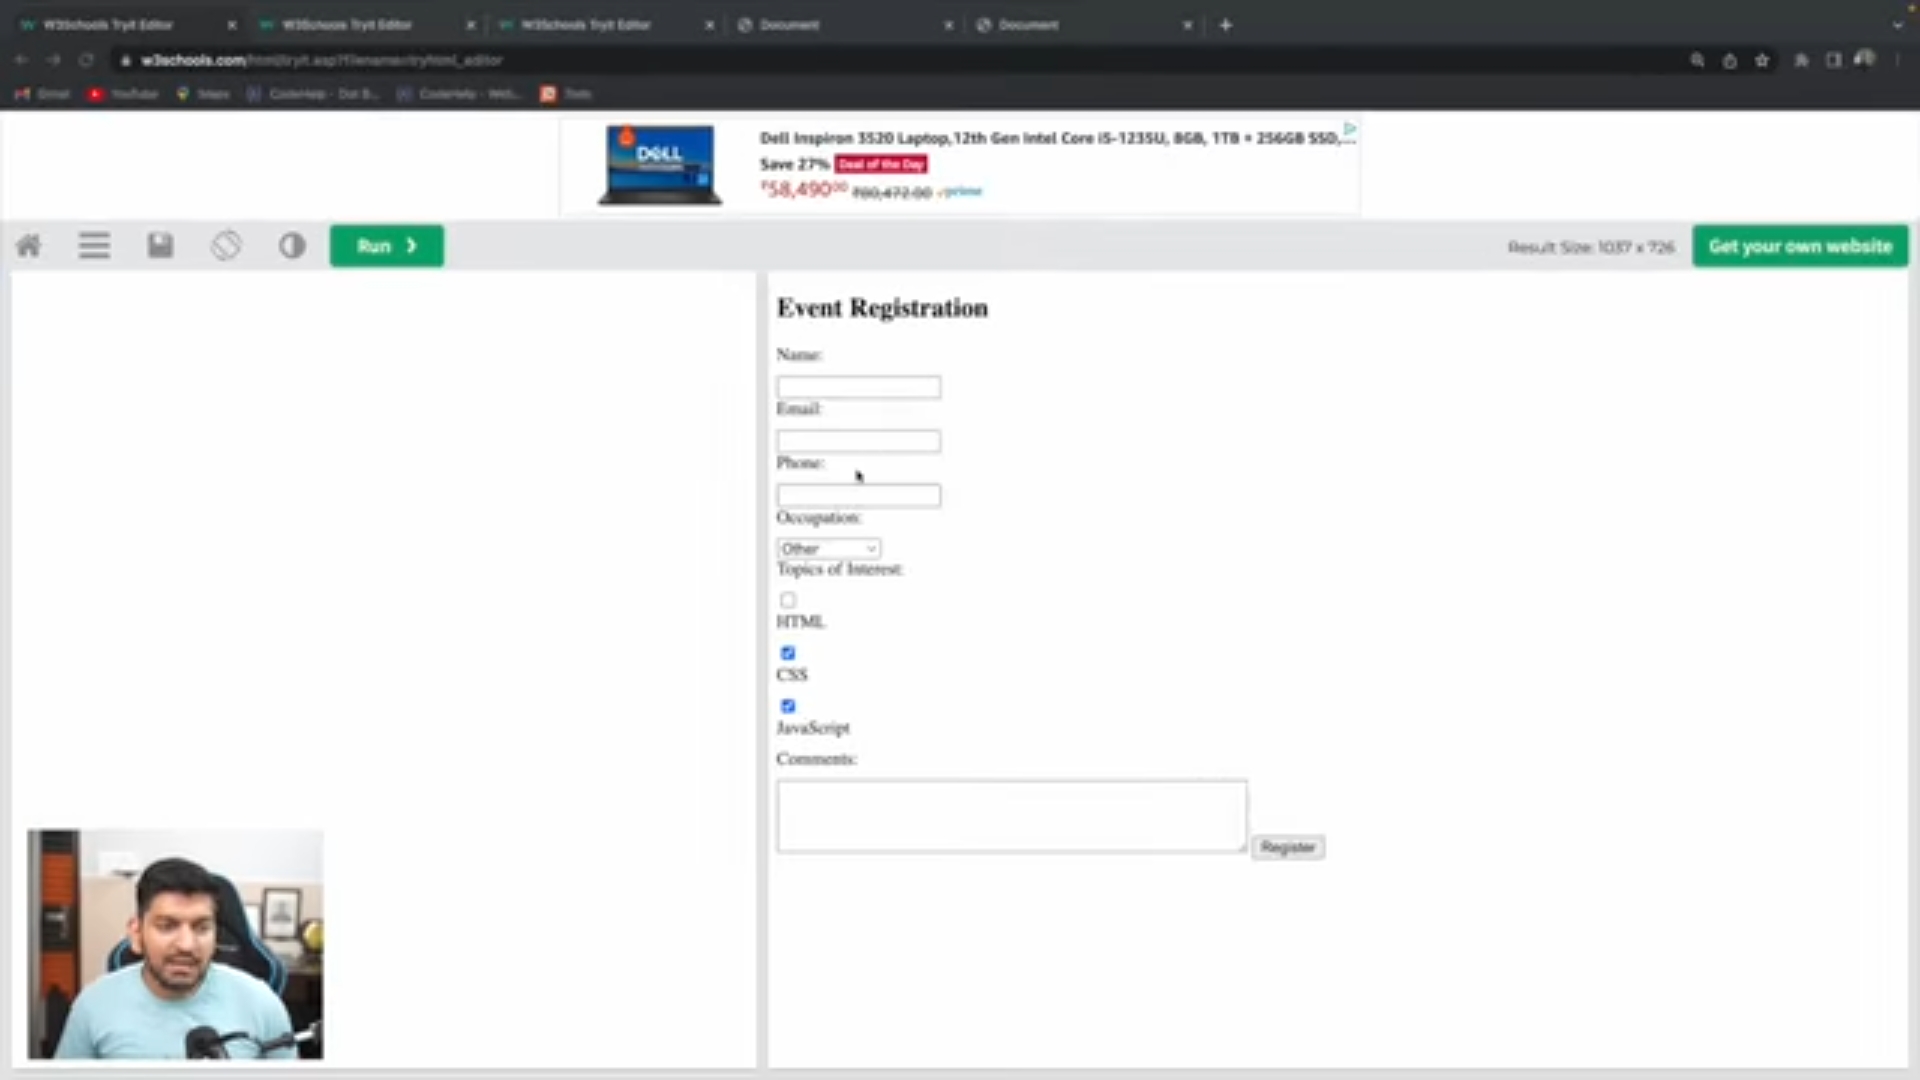 W3Schools Tryit Editor
W3Schools Tryit Editor
W3Schools Tryit Editor
Document
Document
w3schools.com/html/tryit.asp?filename=tryhtml_editor
Gmail
YouTube
Maps
CodeHelp - Dot B...
CodeHelp - Web...
DELL
Dell Inspiron 3520 Laptop,12th Gen Intel Core i5-1235U, 8GB, 1TB + 256GB SSD,...
Save 27% Deal of the Day
₹58,490⁰⁰ ₹80,472.00 prime
Run ❯
Result Size: 1037 x 726
Get your own website
Event Registration
Name:
Email:
Phone:
Occupation:
Other
Topics of Interest:
HTML
CSS
JavaScript
Comments:
Register